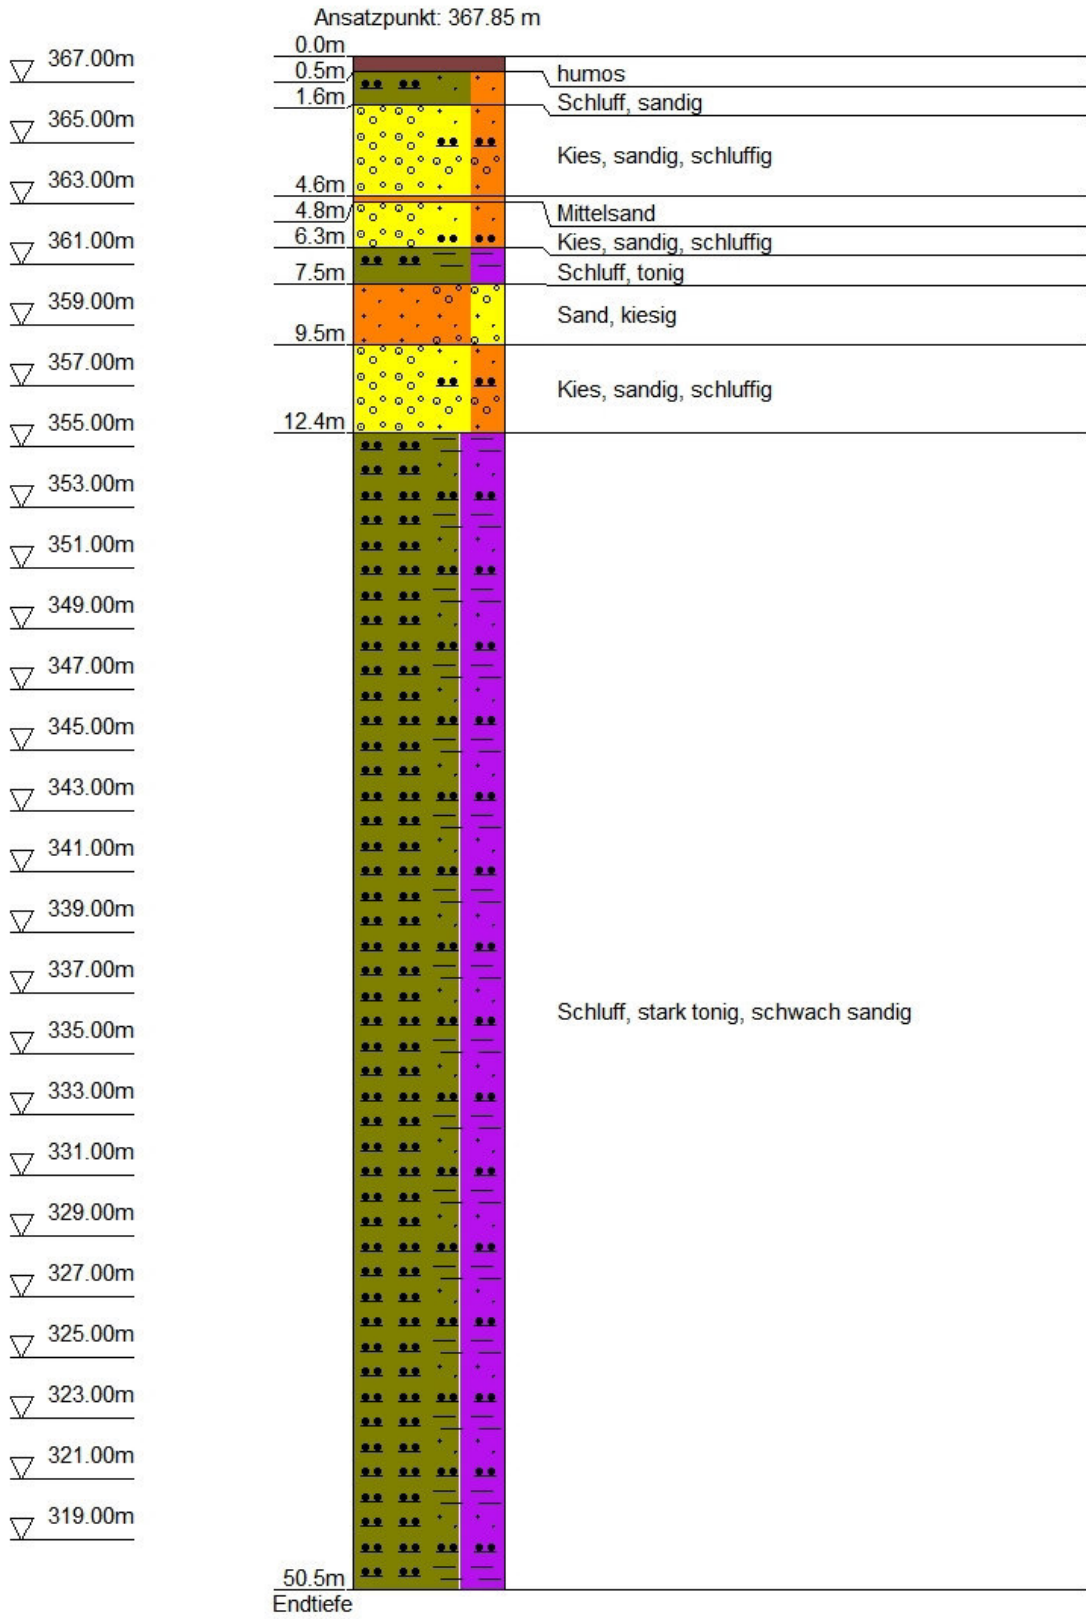 Ansatzpunkt: 367.85 m
0.0m
367.00m
0.5m
humos
1.6m
Schluff, sandig
365.00m
Kies, sandig, schluffig
363.00m
4.6m
4.8m
Mittelsand
361.00m
6.3m
Kies, sandig, schluffig
7.5m
Schluff, tonig
359.00m
Sand, kiesig
9.5m
357.00m
Kies, sandig, schluffig
355.00m
12.4m
353.00m
351.00m
349.00m
347.00m
345.00m
343.00m
341.00m
339.00m
337.00m
335.00m
Schluff, stark tonig, schwach sandig
333.00m
331.00m
329.00m
327.00m
325.00m
323.00m
321.00m
319.00m
50.5m
Endtiefe